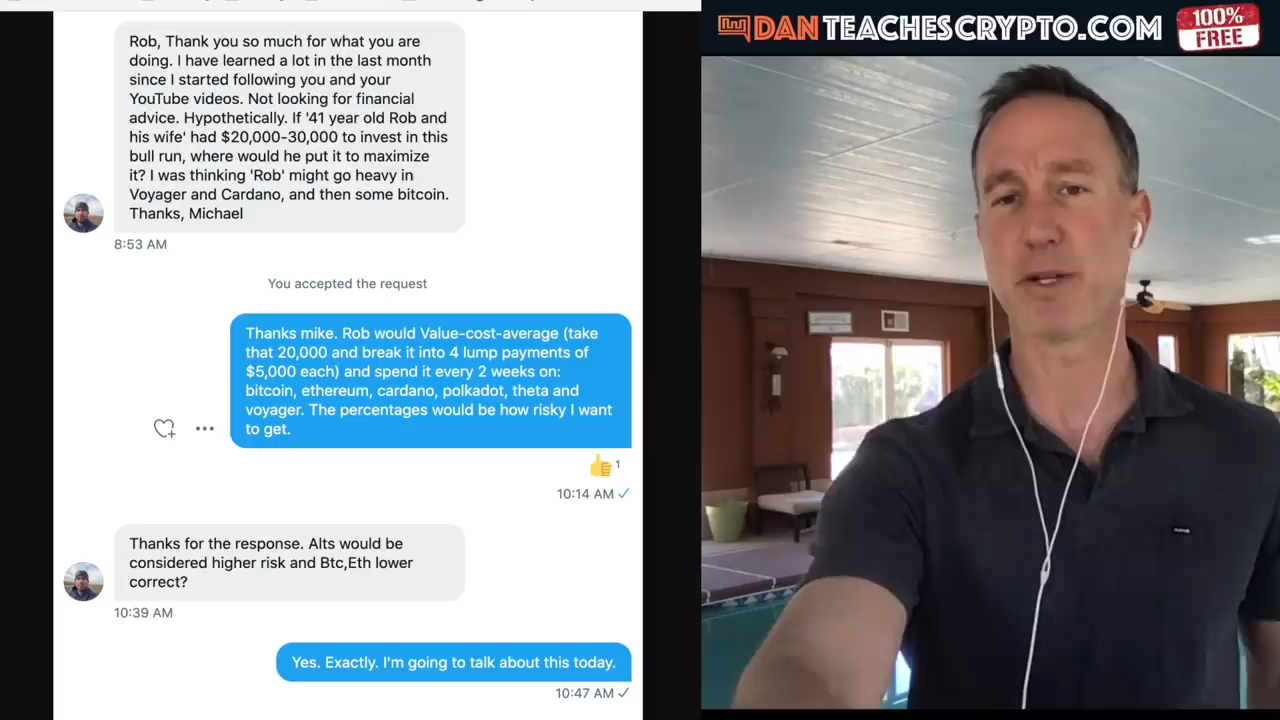 Rob, Thank you so much for what you are
doing. I have learned a lot in the last month
since I started following you and your
YouTube videos. Not looking for financial
advice. Hypothetically. If '41 year old Rob and
his wife' had $20,000-30,000 to invest in this
bull run, where would he put it to maximize
it? I was thinking 'Rob' might go heavy in
Voyager and Cardano, and then some bitcoin.
Thanks, Michael
8:53 AM
You accepted the request
Thanks mike. Rob would Value-cost-average (take
that 20,000 and break it into 4 lump payments of
$5,000 each) and spend it every 2 weeks on:
bitcoin, ethereum, cardano, polkadot, theta and
voyager. The percentages would be how risky I want
to get.
1
10:14 AM
Thanks for the response. Alts would be
considered higher risk and Btc,Eth lower
correct?
10:39 AM
Yes. Exactly. I'm going to talk about this today.
10:47 AM
DANTEACHESCRYPTO.COM
100%
FREE